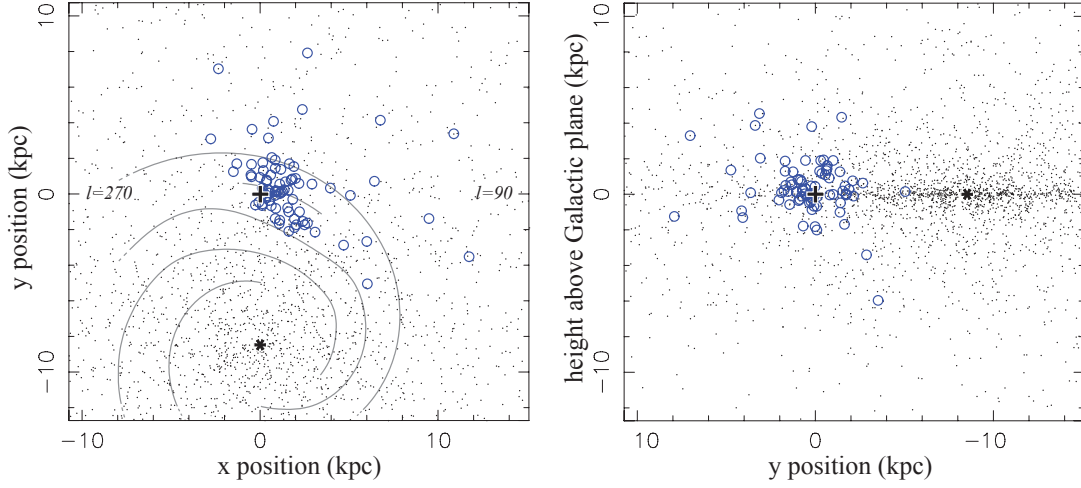 10
0
−10
y position (kpc)
l=270
l=90
−10
0
10
x position (kpc)
10
0
−10
height above Galactic plane (kpc)
10
0
−10
y position (kpc)